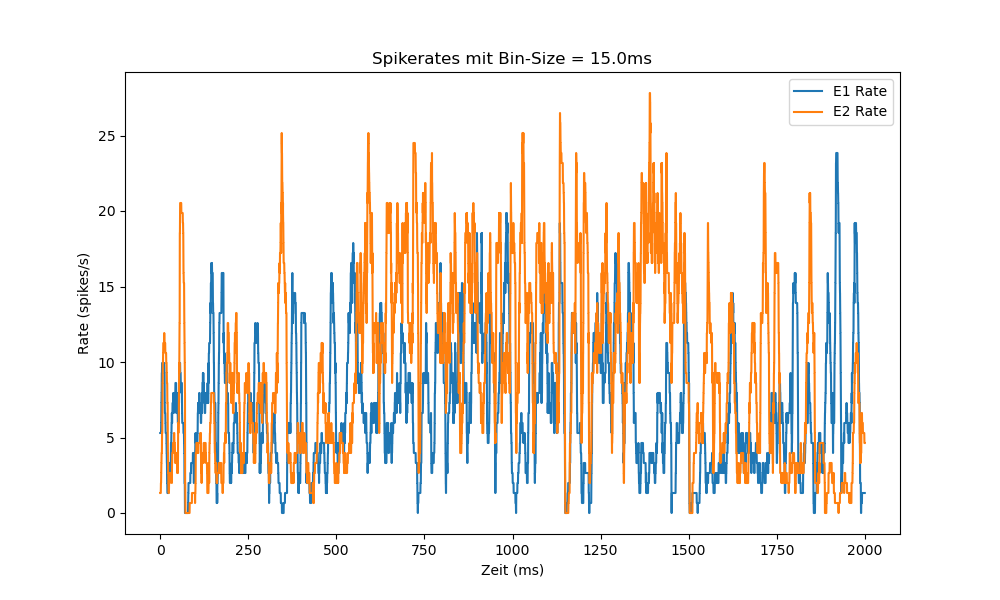 Spikerates mit Bin-Size = 15.0ms
E1 Rate
E2 Rate
Rate (spikes/s)
25
20
15
10
5
0
0 250 500 750 1000 1250 1500 1750 2000
Zeit (ms)